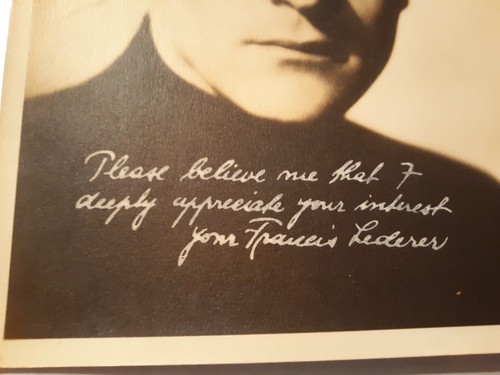 Please believe me that I
deeply appreciate your interest
your Francis Lederer